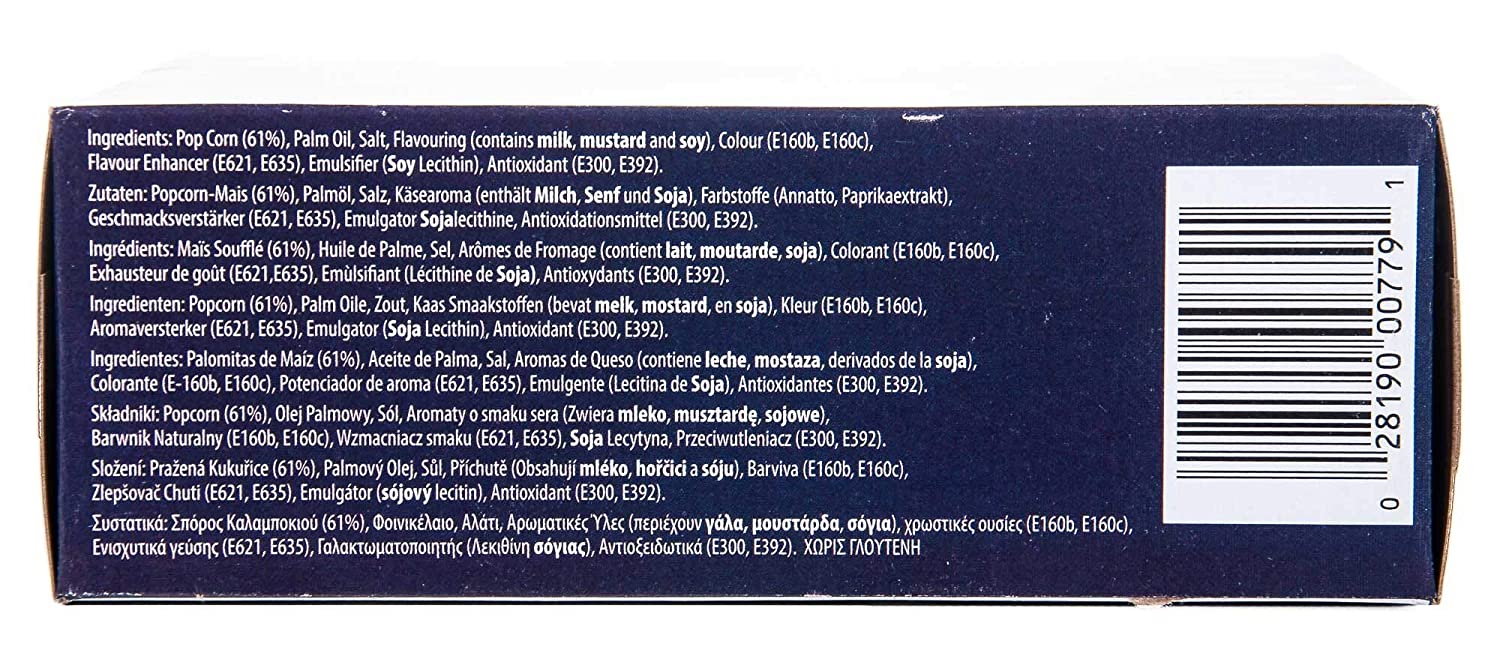 Ingredients: Pop Corn (61%), Palm Oil, Salt, Flavouring (contains milk, mustard and soy), Colour (E160b, E160c),
Flavour Enhancer (E621, E635), Emulsifier (Soy Lecithin), Antioxidant (E300, E392).
Zutaten: Popcorn-Mais (61%), Palmöl, Salz, Käsearoma (enthält Milch, Senf und Soja), Farbstoffe (Annatto, Paprikaextrakt),
Geschmacksverstärker (E621, E635), Emulgator Sojalecithine, Antioxidationsmittel (E300, E392).
Ingrédients: Maïs Soufflé (61%), Huile de Palme, Sel, Arômes de Fromage (contient lait, moutarde, soja), Colorant (E160b, E160c),
Exhausteur de goût (E621,E635), Emùlsifiant (Lécithine de Soja), Antioxydants (E300, E392).
Ingredienten: Popcorn (61%), Palm Oile, Zout, Kaas Smaakstoffen (bevat melk, mostard, en soja), Kleur (E160b, E160c),
Aromaversterker (E621, E635), Emulgator (Soja Lecithin), Antioxidant (E300, E392).
Ingredientes: Palomitas de Maíz (61%), Aceite de Palma, Sal, Aromas de Queso (contiene leche, mostaza, derivados de la soja),
Colorante (E-160b, E160c), Potenciador de aroma (E621, E635), Emulgente (Lecitina de Soja), Antioxidantes (E300, E392).
Składniki: Popcorn (61%), Olej Palmowy, Sól, Aromaty o smaku sera (Zwiera mleko, musztardę, sojowe),
Barwnik Naturalny (E160b, E160c), Wzmacniacz smaku (E621, E635), Soja Lecytyna, Przeciwutleniacz (E300, E392).
Složení: Pražená Kukuřice (61%), Palmový Olej, Sůl, Příchutě (Obsahují mléko, hořčici a sóju), Barviva (E160b, E160c),
Zlepšovač Chuti (E621, E635), Emulgátor (sójový lecitin), Antioxidant (E300, E392).
Συστατικά: Σπόρος Καλαμποκιού (61%), Φοινικέλαιο, Αλάτι, Αρωματικές Ύλες (περιέχουν γάλα, μουστάρδα, σόγια), χρωστικές ουσίες (E160b, E160c),
Ενισχυτικά γεύσης (E621, E635), Γαλακτωματοποιητής (Λεκιθίνη σόγιας), Αντιοξειδωτικά (E300, E392). ΧΩΡΙΣ ΓΛΟΥΤΕΝΗ
0 28190 00779 1